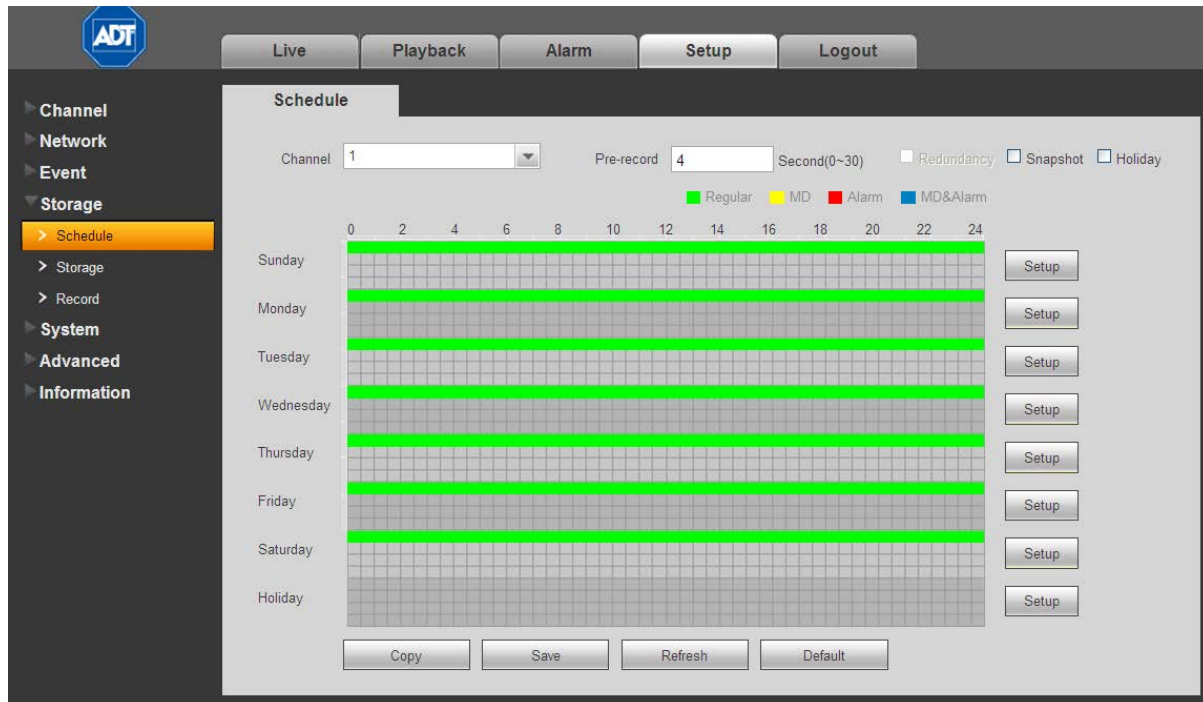 ADT
Live Playback Alarm Setup Logout
Channel
Network
Event
Storage
> Schedule
> Storage
> Record
System
Advanced
Information
Schedule
Channel 1 Pre-record 4 Second(0~30) Redundancy Snapshot Holiday
Regular MD Alarm MD&Alarm
0 2 4 6 8 10 12 14 16 18 20 22 24
Sunday Setup
Monday Setup
Tuesday Setup
Wednesday Setup
Thursday Setup
Friday Setup
Saturday Setup
Holiday Setup
Copy Save Refresh Default